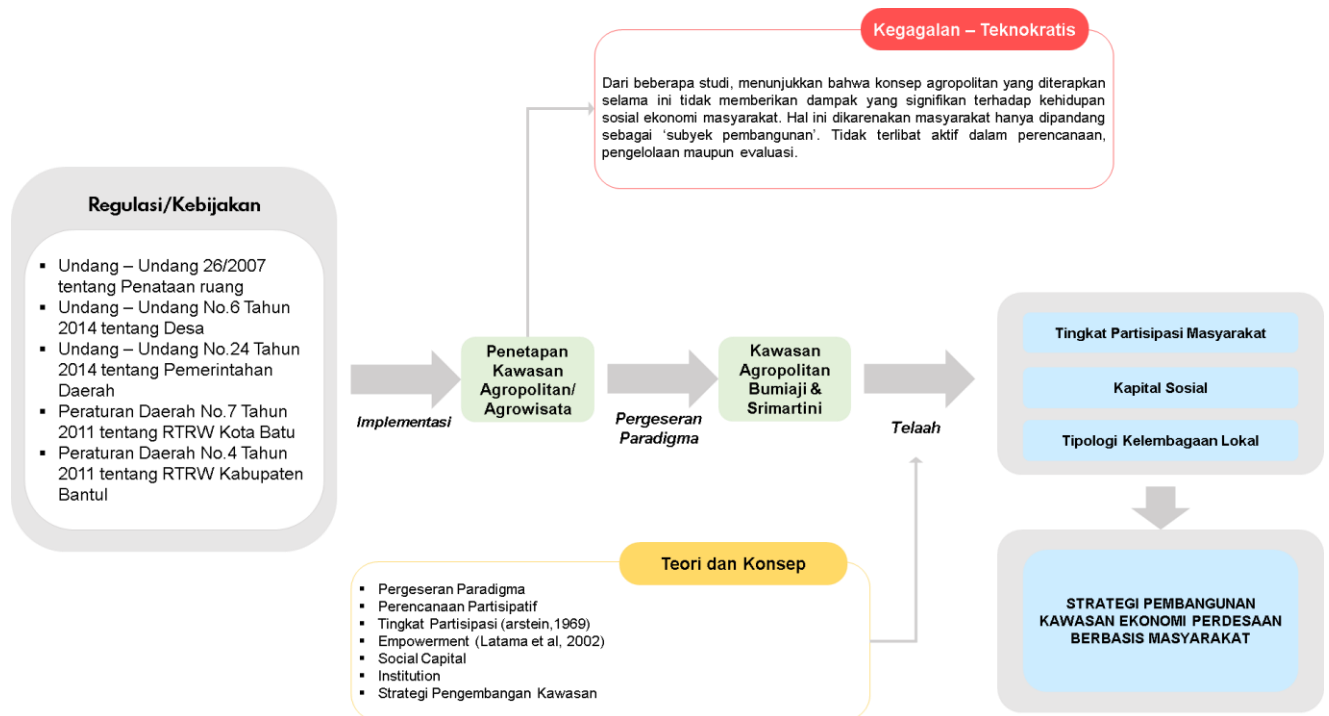 Kegagalan – Teknokratis
Dari beberapa studi, menunjukkan bahwa konsep agropolitan yang diterapkan
selama ini tidak memberikan dampak yang signifikan terhadap kehidupan
sosial ekonomi masyarakat. Hal ini dikarenakan masyarakat hanya dipandang
sebagai ‘subyek pembangunan’. Tidak terlibat aktif dalam perencanaan,
pengelolaan maupun evaluasi.
Regulasi/Kebijakan
▪ Undang – Undang 26/2007
tentang Penataan ruang
▪ Undang – Undang No.6 Tahun
2014 tentang Desa
▪ Undang – Undang No.24 Tahun
2014 tentang Pemerintahan
Daerah
▪ Peraturan Daerah No.7 Tahun
2011 tentang RTRW Kota Batu
▪ Peraturan Daerah No.4 Tahun
2011 tentang RTRW Kabupaten
Bantul
Implementasi
Penetapan
Kawasan
Agropolitan/
Agrowisata
Pergeseran
Paradigma
Kawasan
Agropolitan
Bumiaji &
Srimartini
Telaah
Tingkat Partisipasi Masyarakat
Kapital Sosial
Tipologi Kelembagaan Lokal
Teori dan Konsep
▪ Pergeseran Paradigma
▪ Perencanaan Partisipatif
▪ Tingkat Partisipasi (arstein,1969)
▪ Empowerment (Latama et al, 2002)
▪ Social Capital
▪ Institution
▪ Strategi Pengembangan Kawasan
STRATEGI PEMBANGUNAN
KAWASAN EKONOMI PERDESAAN
BERBASIS MASYARAKAT